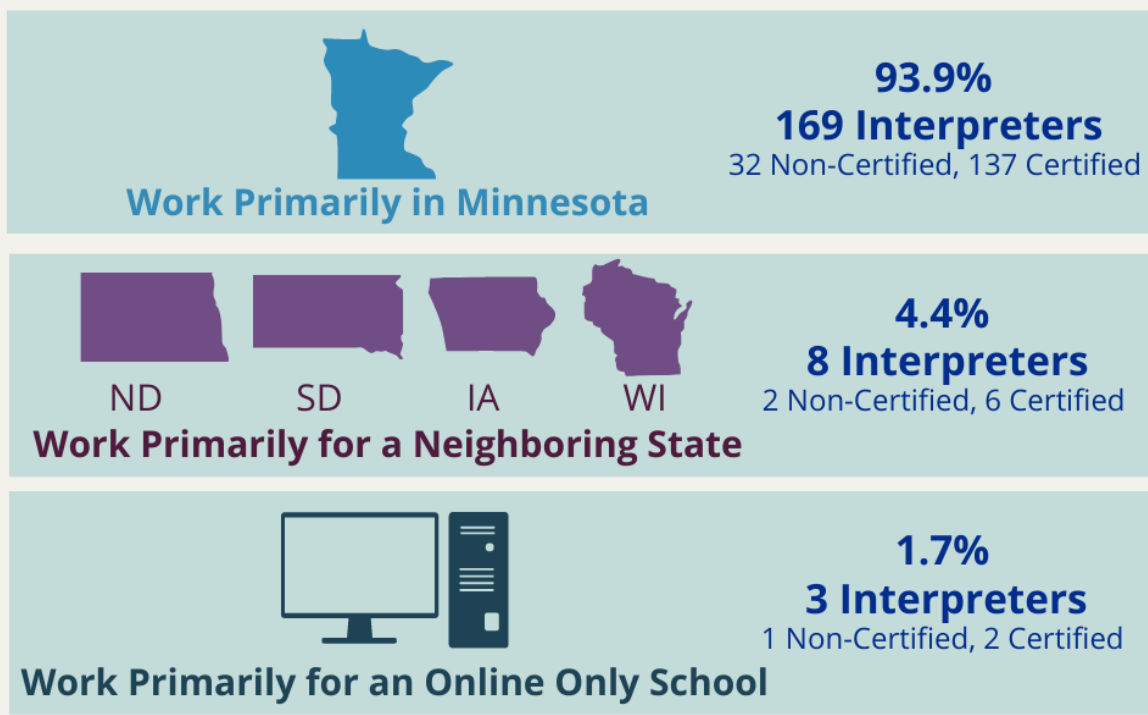 93.9%
169 Interpreters
32 Non-Certified, 137 Certified
Work Primarily in Minnesota
ND SD IA WI
4.4%
8 Interpreters
2 Non-Certified, 6 Certified
Work Primarily for a Neighboring State
1.7%
3 Interpreters
1 Non-Certified, 2 Certified
Work Primarily for an Online Only School